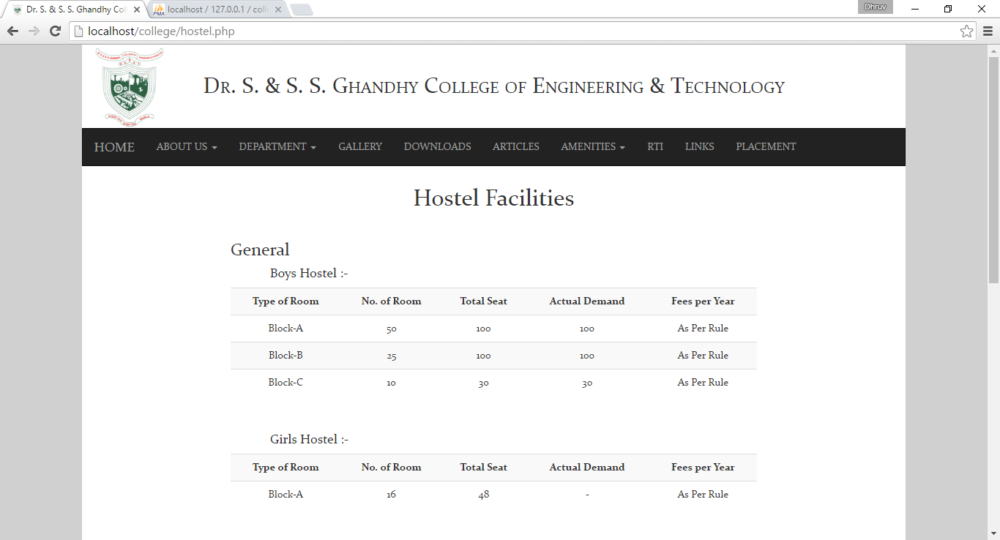 Dr. S. & S. S. Ghandhy Col
localhost / 127.0.0.1 / coll
Dhruv
localhost/college/hostel.php
Dr. S. & S. S. Ghandhy College of Engineering & Technology
HOME ABOUT US DEPARTMENT GALLERY DOWNLOADS ARTICLES AMENITIES RTI LINKS PLACEMENT
Hostel Facilities
General
Boys Hostel :-
Type of Room No. of Room Total Seat Actual Demand Fees per Year
Block-A 50 100 100 As Per Rule
Block-B 25 100 100 As Per Rule
Block-C 10 30 30 As Per Rule
Girls Hostel :-
Type of Room No. of Room Total Seat Actual Demand Fees per Year
Block-A 16 48 - As Per Rule